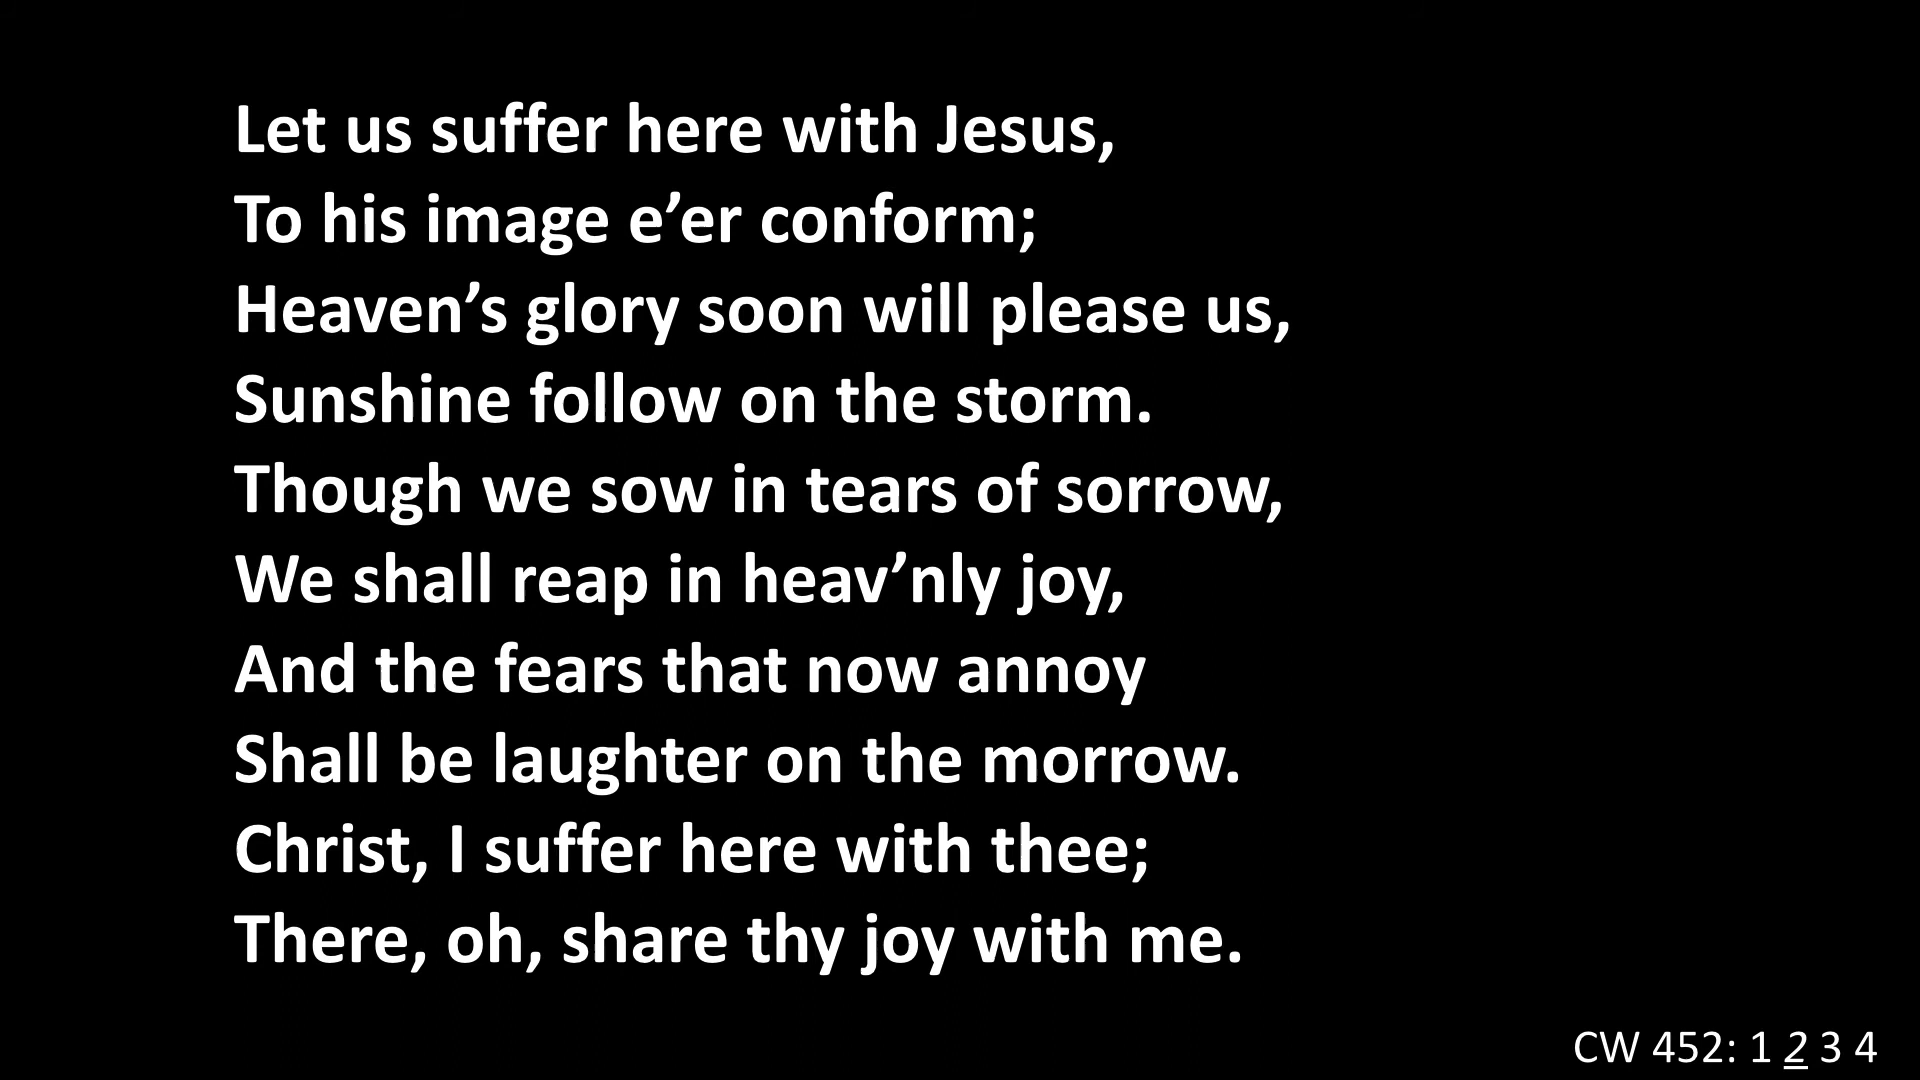 Let us suffer here with Jesus,
To his image e’er conform;
Heaven’s glory soon will please us,
Sunshine follow on the storm.
Though we sow in tears of sorrow,
We shall reap in heav’nly joy,
And the fears that now annoy
Shall be laughter on the morrow.
Christ, I suffer here with thee;
There, oh, share thy joy with me.
CW 452: 1 2 3 4